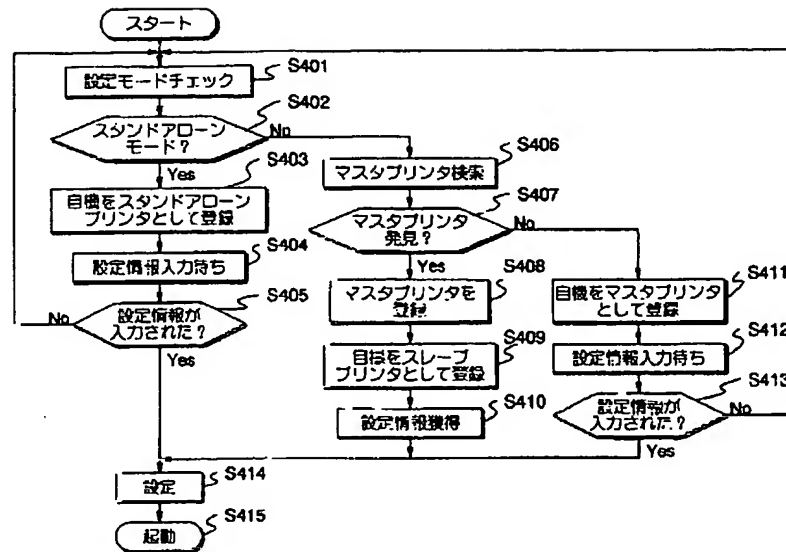 スタート
設定モードチェック
S401
スタンドアローン
モード？
S402
No
Yes
S403
自機をスタンドアローン
プリンタとして登録
S404
設定情報入力待ち
S405
設定情報が
入力された？
No
Yes
S406
マスタプリンタ検索
S407
マスタプリンタ
発見？
No
Yes
S408
マスタプリンタを
登録
S409
自機をスレーブ
プリンタとして登録
S410
設定情報獲得
S411
自機をマスタプリンタ
として登録
S412
設定情報入力待ち
S413
設定情報が
入力された？
No
Yes
S414
設定
S415
起動